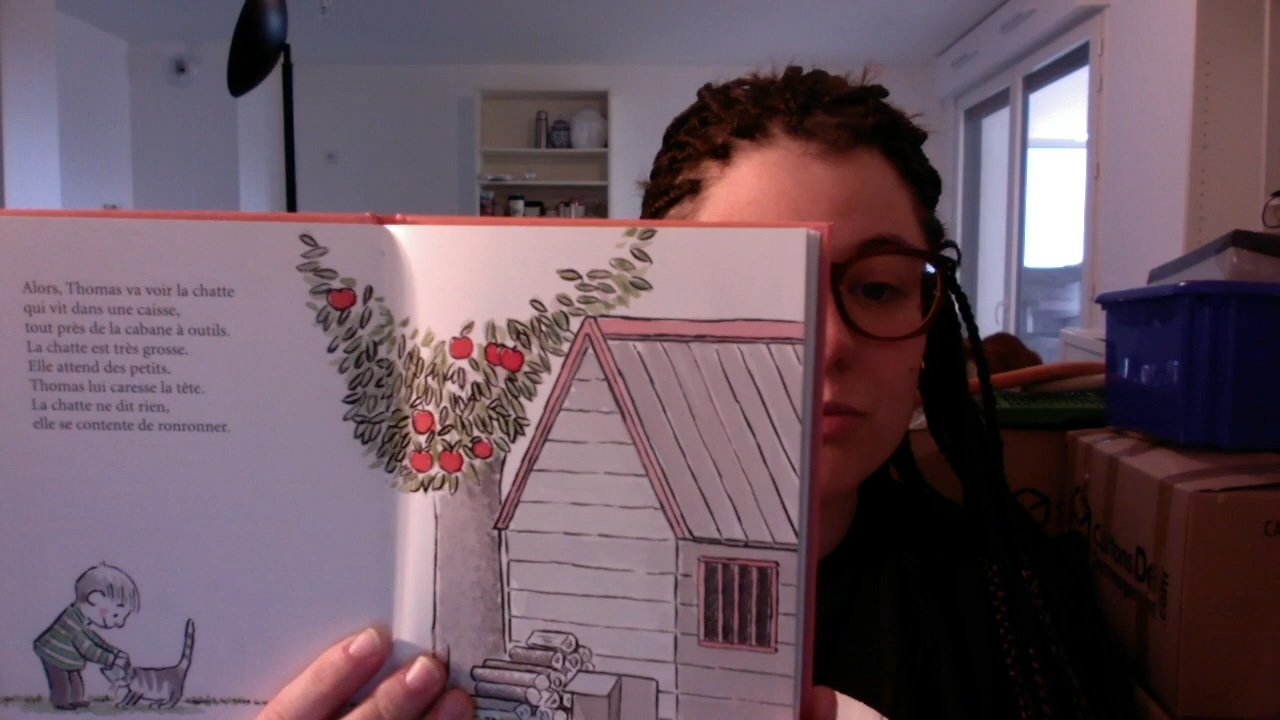 Alors, Thomas va voir la chatte
qui vit dans une caisse,
tout près de la cabane à outils.
La chatte est très grosse.
Elle attend des petits.
Thomas lui caresse la tête.
La chatte ne dit rien,
elle se contente de ronronner.